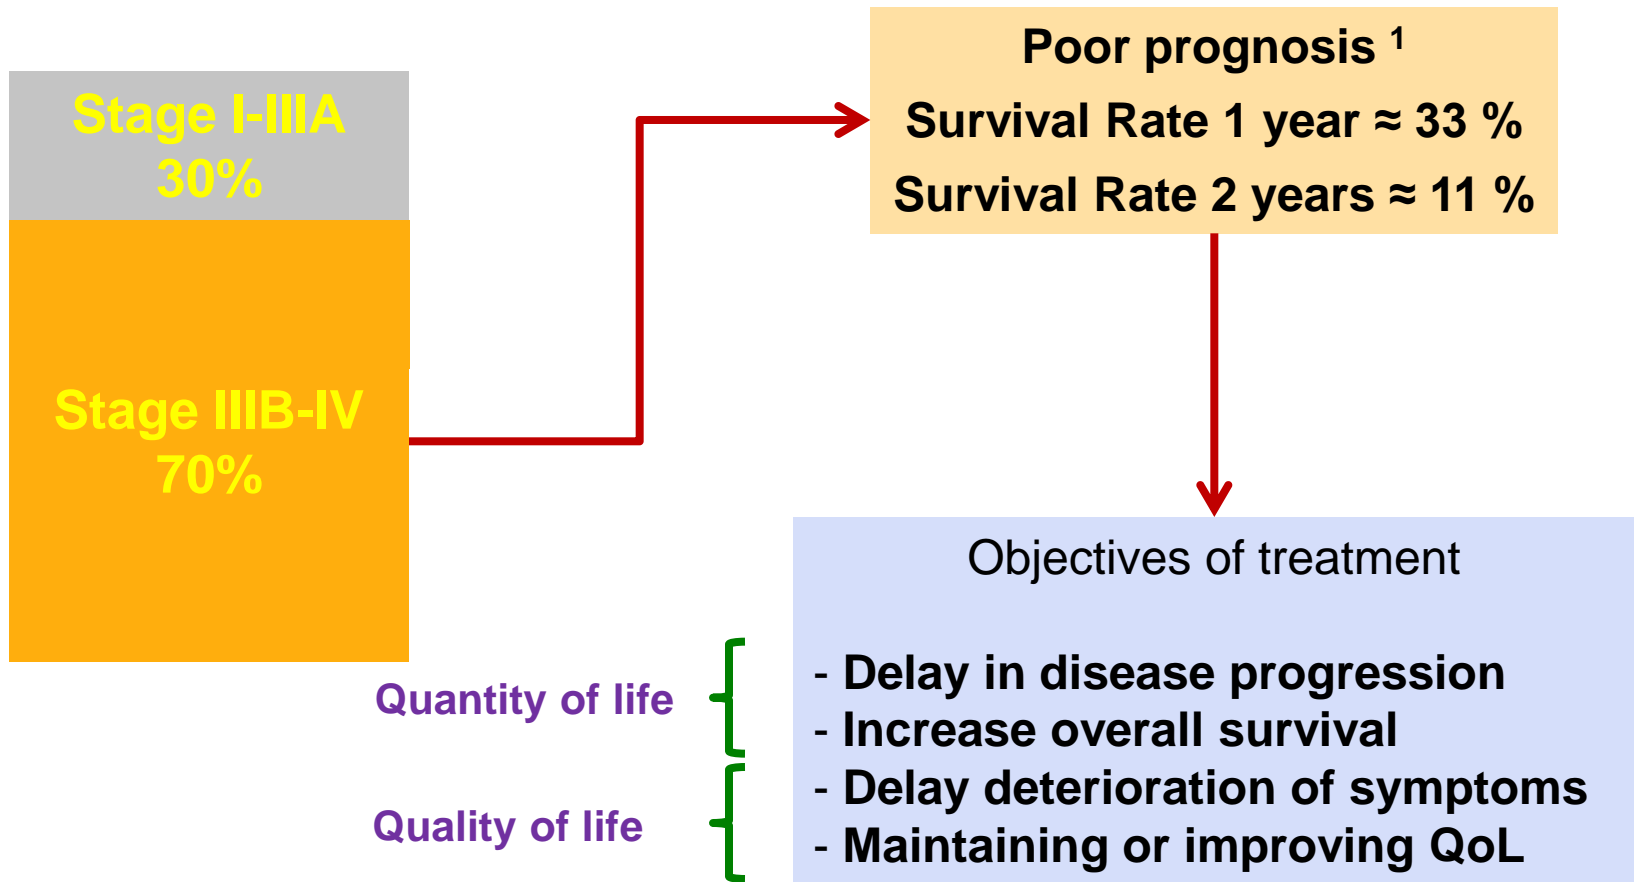 Stage I-IIIA
30%
Stage IIIB-IV
70%
Poor prognosis ¹
Survival Rate 1 year ≈ 33 %
Survival Rate 2 years ≈ 11 %
Objectives of treatment
Quantity of life
- Delay in disease progression
- Increase overall survival
Quality of life
- Delay deterioration of symptoms
- Maintaining or improving QoL